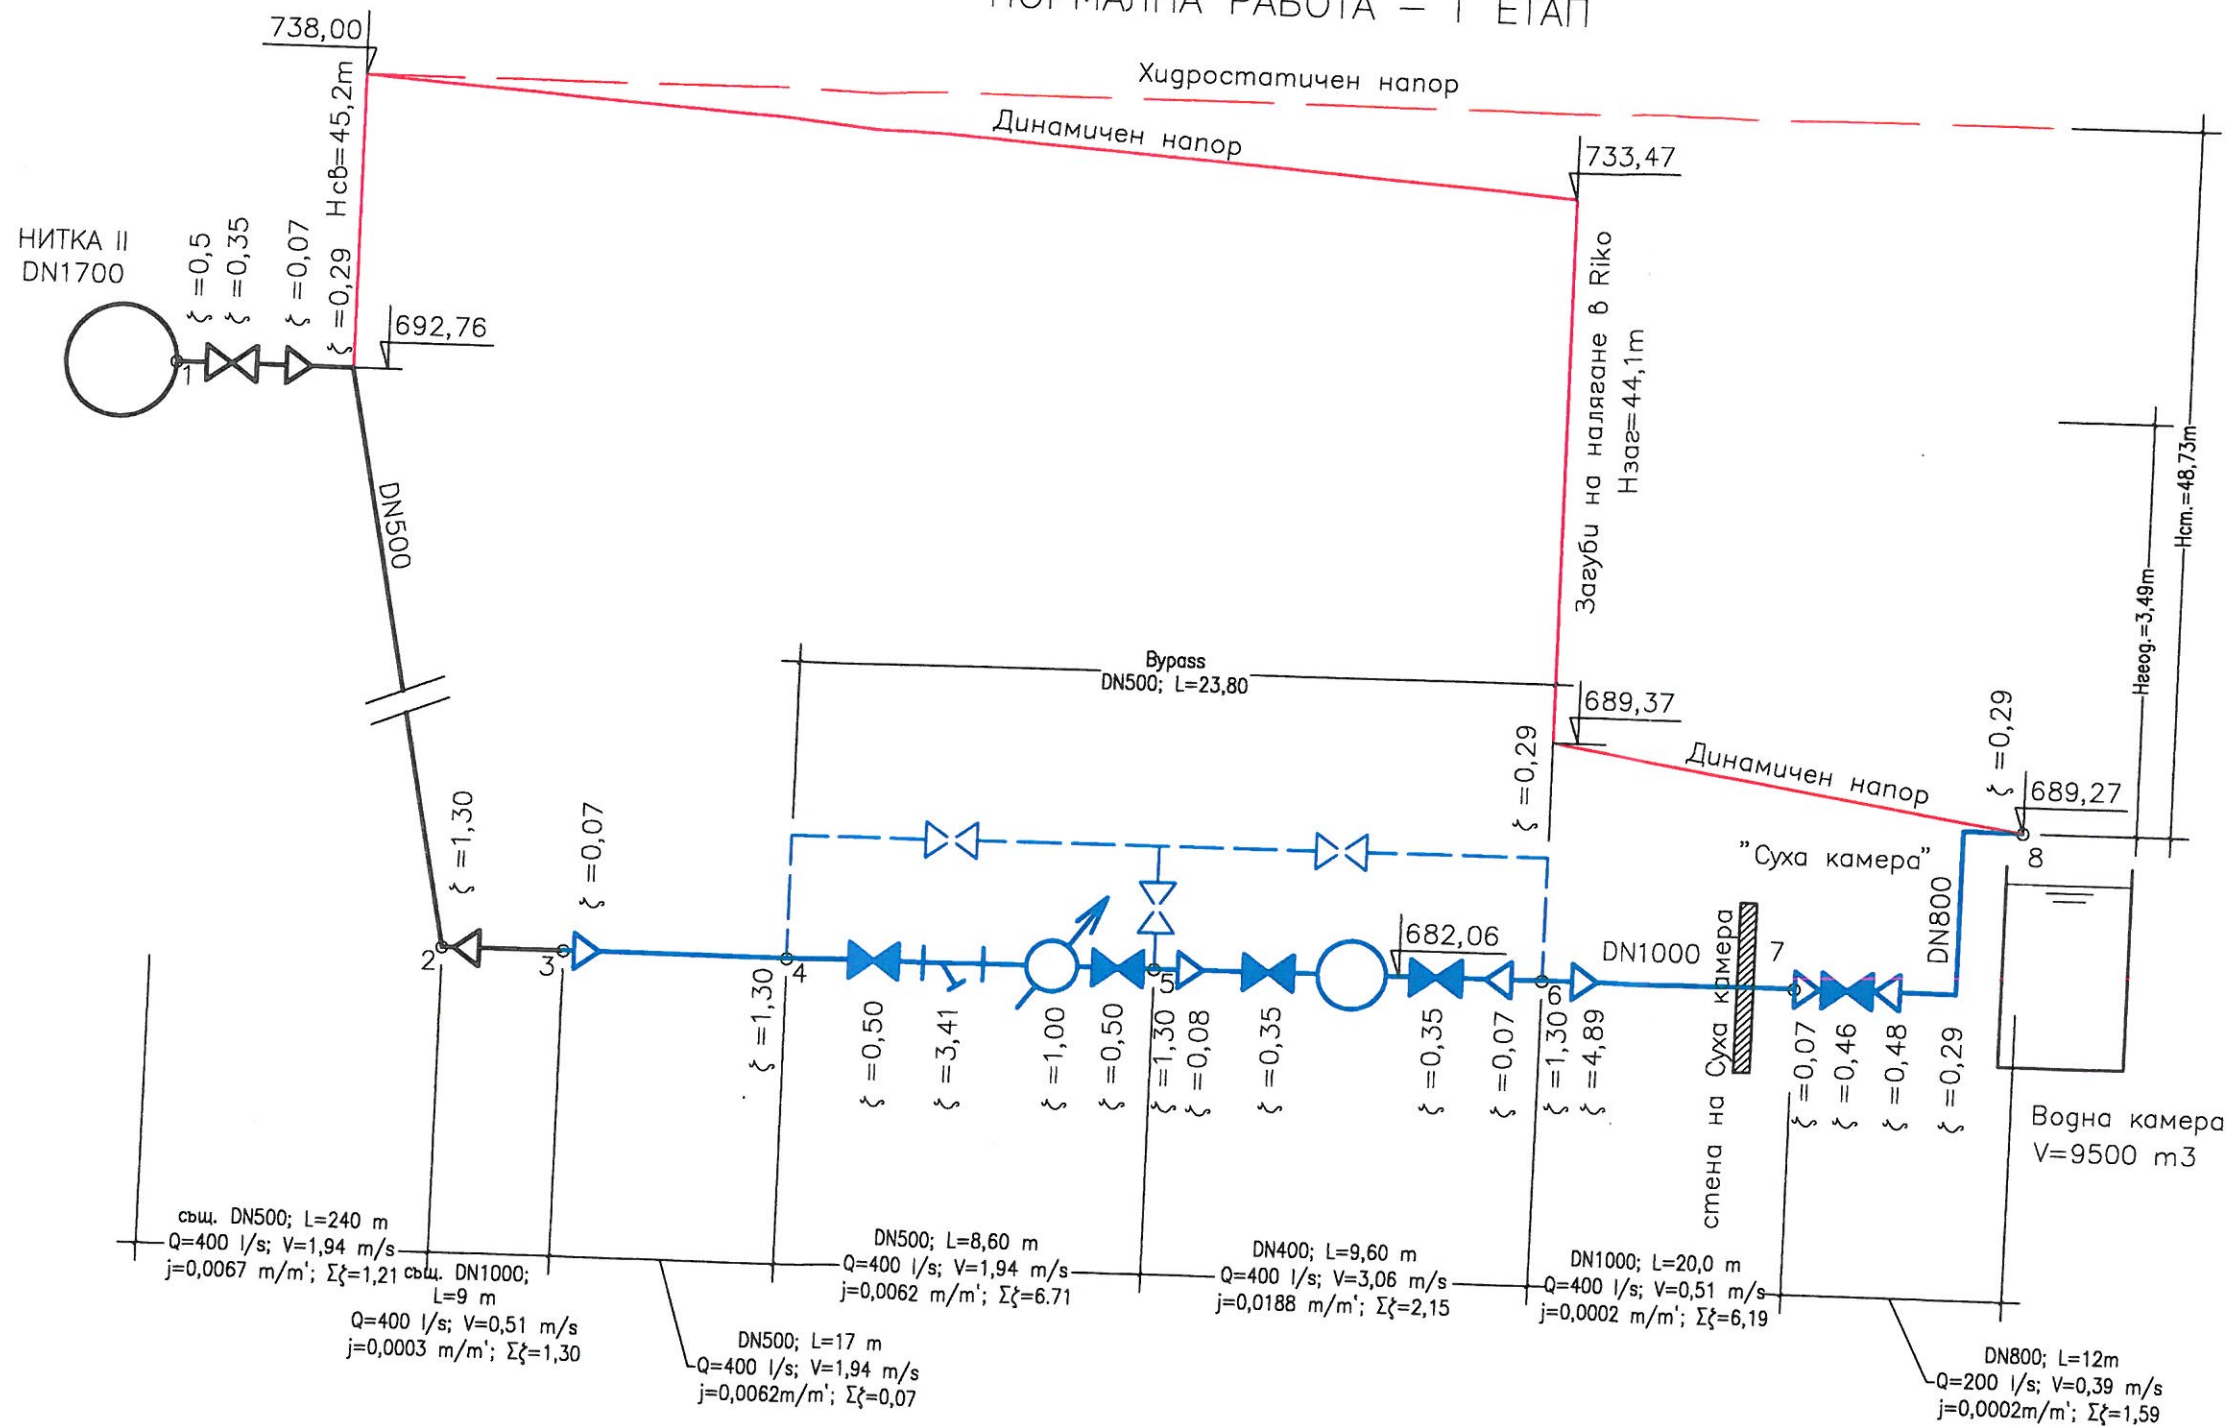 НОРМАЛНА РАБОТА – I ЕТАП
738,00
Хидростатичен напор
Динамичен напор
733,47
Hсв=45,2m
НИТКА II
DN1700
ζ=0,5
ζ=0,35
ζ=0,07
ζ=0,29
692,76
1
DN500
Загуби на налягане в Riko
Hзаг=44,1m
Hст.=48,73m
Hгеод.=3,49m
Bypass
DN500; L=23,80
689,37
Динамичен напор
ζ=0,29
ζ=0,29
689,27
8
ζ=1,30
ζ=0,07
"Суха камера"
DN800
2
3
4
5
682,06
6
DN1000
7
стена на Суха камера
ζ=1,30
ζ=0,50
ζ=3,41
ζ=1,00
ζ=0,50
ζ=1,30
ζ=0,08
ζ=0,35
ζ=0,35
ζ=0,07
ζ=1,30
ζ=4,89
ζ=0,07
ζ=0,46
ζ=0,48
ζ=0,29
Водна камера
V=9500 m3
същ. DN500; L=240 m
Q=400 l/s; V=1,94 m/s
j=0,0067 m/m'; Σζ=1,21
същ. DN1000;
L=9 m
Q=400 l/s; V=0,51 m/s
j=0,0003 m/m'; Σζ=1,30
DN500; L=17 m
Q=400 l/s; V=1,94 m/s
j=0,0062m/m'; Σζ=0,07
DN500; L=8,60 m
Q=400 l/s; V=1,94 m/s
j=0,0062 m/m'; Σζ=6.71
DN400; L=9,60 m
Q=400 l/s; V=3,06 m/s
j=0,0188 m/m'; Σζ=2,15
DN1000; L=20,0 m
Q=400 l/s; V=0,51 m/s
j=0,0002 m/m'; Σζ=6,19
DN800; L=12m
Q=200 l/s; V=0,39 m/s
j=0,0002m/m'; Σζ=1,59